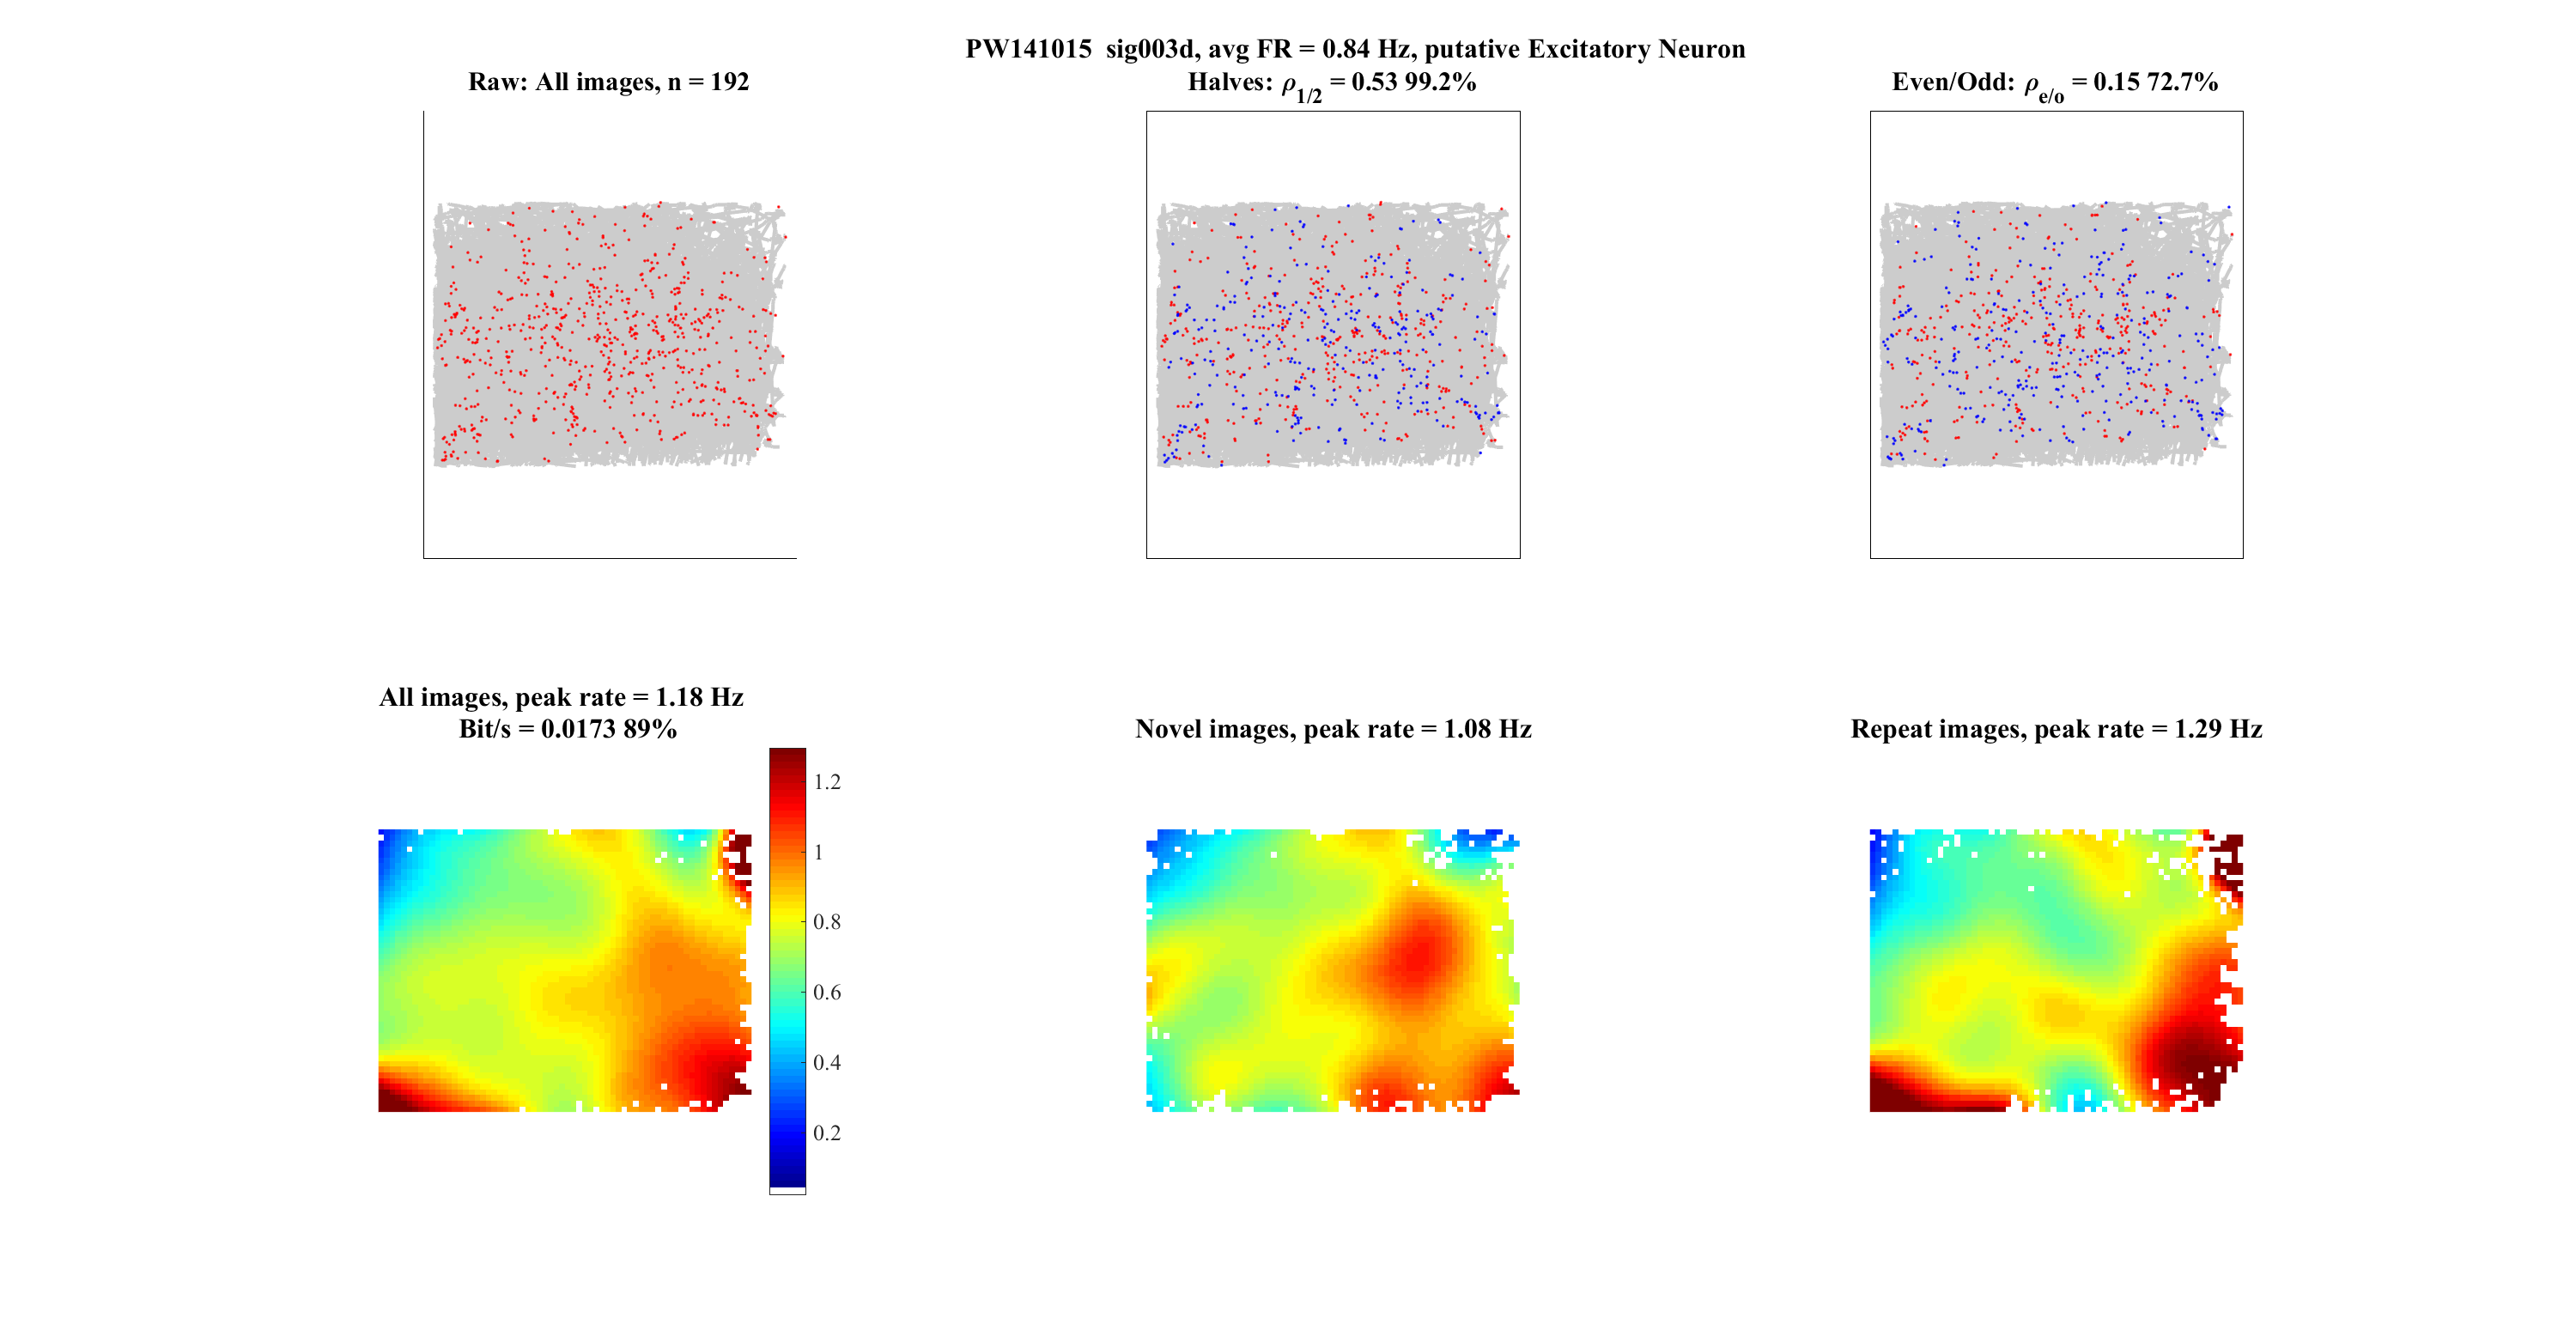 PW141015 sig003d, avg FR = 0.84 Hz, putative Excitatory Neuron
Raw: All images, n = 192
Halves: ρ1/2 = 0.53 99.2%
Even/Odd: ρe/o = 0.15 72.7%
All images, peak rate = 1.18 Hz
Bit/s = 0.0173 89%
1.2
1
0.8
0.6
0.4
0.2
Novel images, peak rate = 1.08 Hz
Repeat images, peak rate = 1.29 Hz